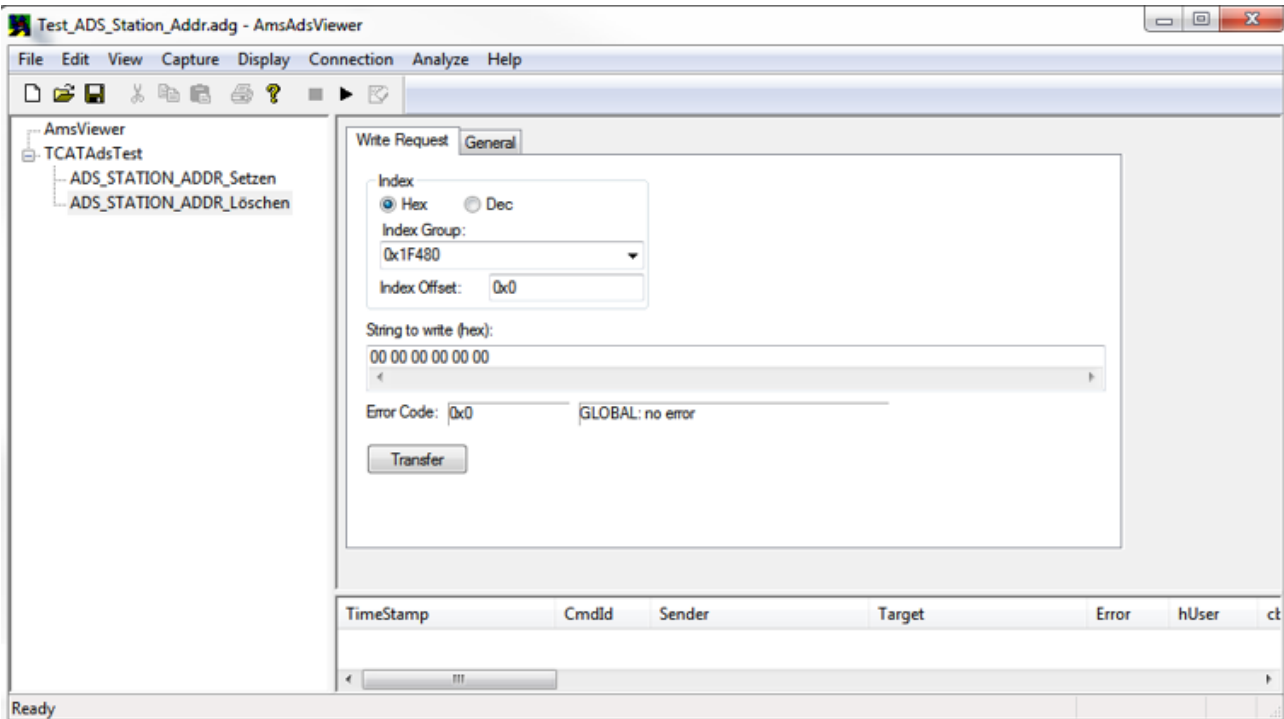 Test_ADS_Station_Addr.adg - AmsAdsViewer
File Edit View Capture Display Connection Analyze Help
AmsViewer
TCATAdsTest
ADS_STATION_ADDR_Setzen
ADS_STATION_ADDR_Löschen
Write Request General
Index
Hex Dec
Index Group:
0x1F480
Index Offset: 0x0
String to write (hex):
00 00 00 00 00 00
Error Code: 0x0 GLOBAL: no error
Transfer
TimeStamp CmdId Sender Target Error hUser
Ready